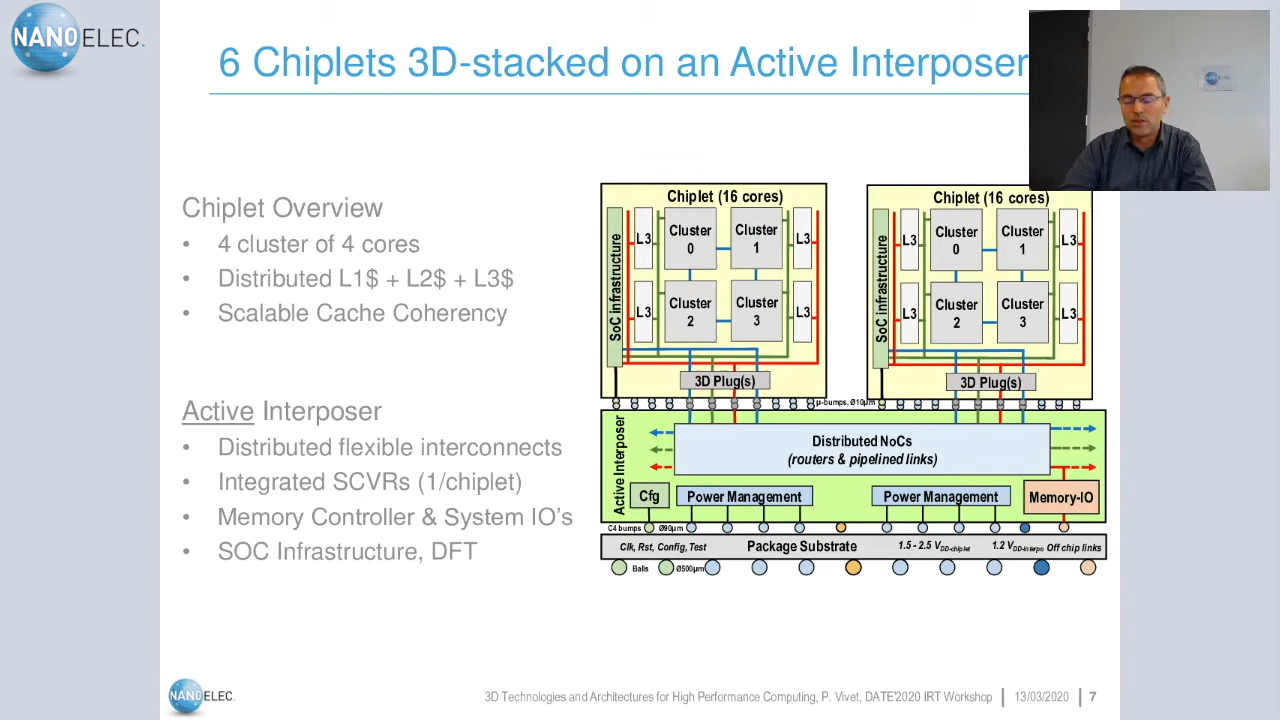 NANOELEC.
6 Chiplets 3D-stacked on an Active Interposer
Chiplet Overview
• 4 cluster of 4 cores
• Distributed L1$ + L2$ + L3$
• Scalable Cache Coherency
Active Interposer
• Distributed flexible interconnects
• Integrated SCVRs (1/chiplet)
• Memory Controller & System IO's
• SOC Infrastructure, DFT
Chiplet (16 cores)
SoC infrastructure
L3
Cluster 0
Cluster 1
L3
L3
Cluster 2
Cluster 3
L3
3D Plug(s)
Chiplet (16 cores)
SoC infrastructure
L3
Cluster 0
Cluster 1
L3
L3
Cluster 2
Cluster 3
L3
3D Plug(s)
µ-bumps, Ø10µm
Active Interposer
Distributed NoCs
(routers & pipelined links)
Cfg
Power Management
Power Management
Memory-IO
C4 bumps Ø90µm
Clk, Rst, Config, Test
Package Substrate
1.5 - 2.5 VDD-chiplet
1.2 VDD-interpo
Off chip links
Balls Ø500µm
NANOELEC.
3D Technologies and Architectures for High Performance Computing, P. Vivet, DATE'2020 IRT Workshop | 13/03/2020 | 7